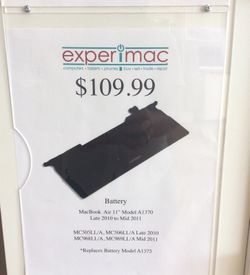 experimac
computers • tablets • phones | buy • sell • trade • repair
$109.99
Battery
MacBook Air 11" Model A1370
Late 2010 to Mid 2011
MC505LL/A, MC506LL/A Late 2010
MC968LL/A, MC969LL/A Mid 2011
*Replaces Battery Model A1375